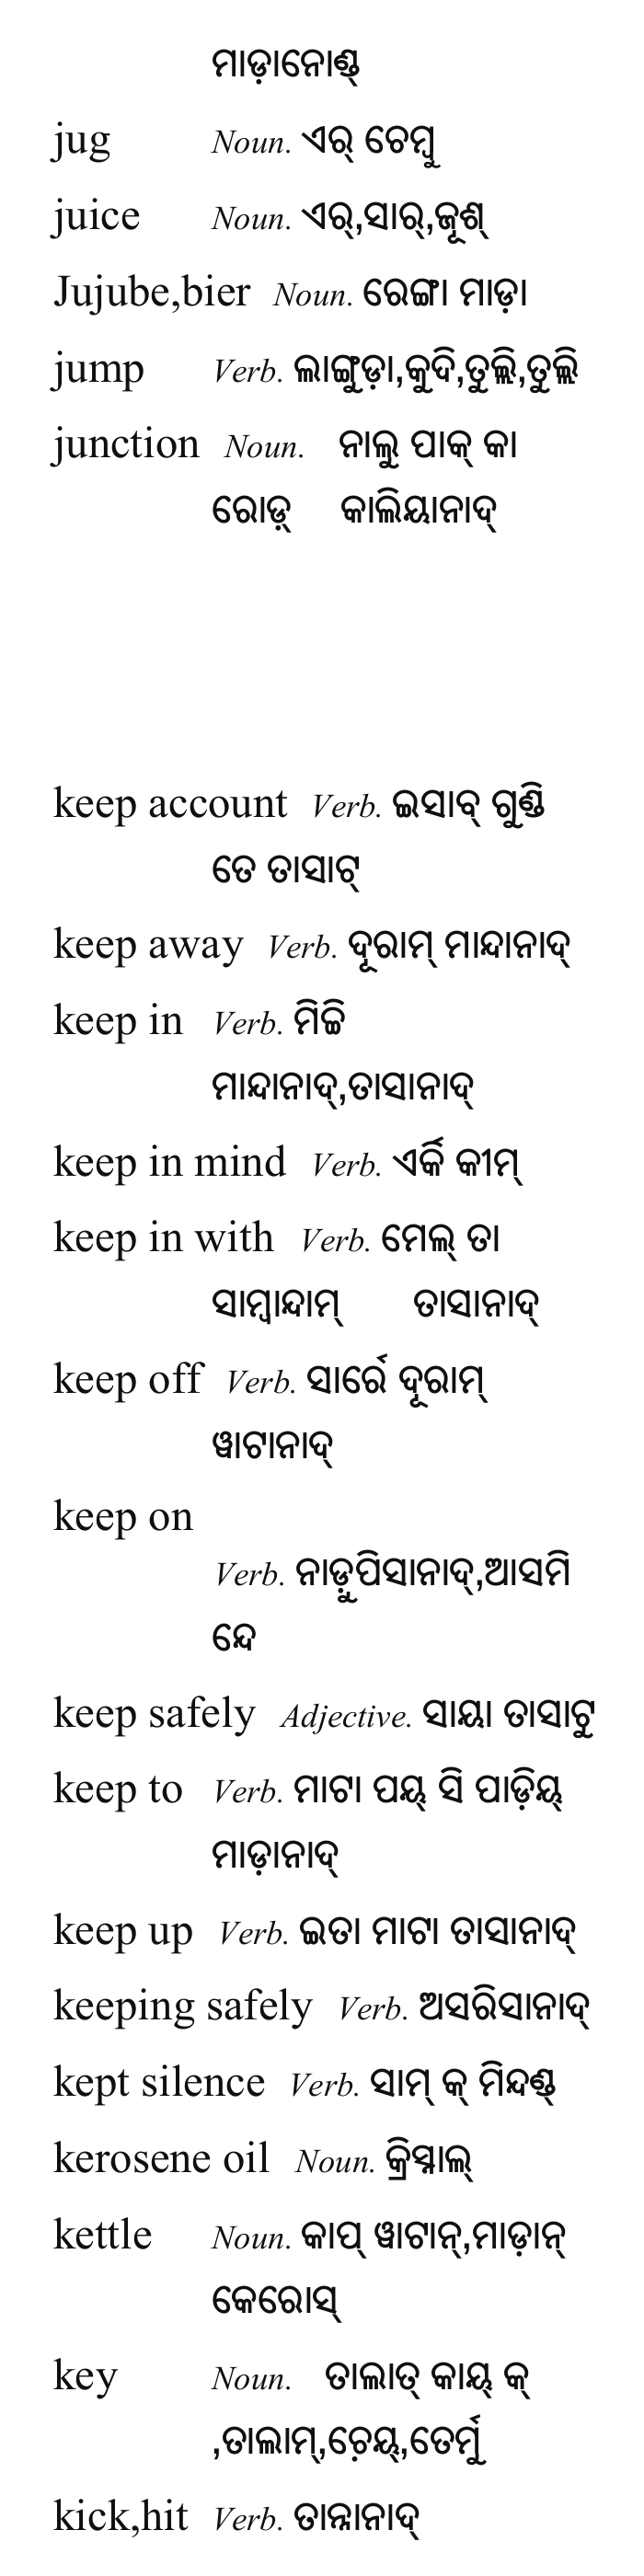 ମାଡ଼ାନୋଣ୍ଡ୍
jug Noun. ଏର୍ ଚେମ୍ବୁ
juice Noun. ଏର୍,ସାର୍,ଜୂଶ୍
Jujube,bier Noun. ରେଙ୍ଗା ମାଡ଼ା
jump Verb. ଲାଙ୍ଗୁଡ଼ା,କୁଦି,ତୁଲ୍ଲି,ତୁଲ୍ଲି
junction Noun. ନାଲୁ ପାକ୍ କା
ରୋଡ଼୍ କାଲିୟାନାଦ୍
keep account Verb. ଇସାବ୍ ଗୁଣ୍ଡି
ତେ ତାସାଟ୍
keep away Verb. ଦୂରାମ୍ ମାନ୍ଦାନାଦ୍
keep in Verb. ମିଚ୍ଚି
ମାନ୍ଦାନାଦ୍,ତାସାନାଦ୍
keep in mind Verb. ଏର୍କି କୀମ୍
keep in with Verb. ମେଲ୍ ତା
ସାମ୍ବାନ୍ଧାମ୍ ତାସାନାଦ୍
keep off Verb. ସାର୍ରେ ଦୂରାମ୍
ୱାଟାନାଦ୍
keep on
Verb. ନାଡ଼ୁପିସାନାଦ୍,ଆସମି
ନ୍ଦେ
keep safely Adjective. ସାୟା ତାସାଟୁ
keep to Verb. ମାଟା ପୟ୍ ସି ପାଡ଼ିୟ୍
ମାଡ଼ାନାଦ୍
keep up Verb. ଇତା ମାଟା ତାସାନାଦ୍
keeping safely Verb. ଅସରିସାନାଦ୍
kept silence Verb. ସାମ୍ କ୍ ମିନ୍ଦଣ୍ଡ୍
kerosene oil Noun. କ୍ରିସ୍ନାଲ୍
kettle Noun. କାପ୍ ୱାଟାନ୍,ମାଡ଼ାନ୍
କେରୋସ୍
key Noun. ତାଲାତ୍ କାୟ୍ କ୍
,ତାଲାମ୍,ଚେ଼ୟ୍,ତେର୍ମୁ
kick,hit Verb. ତାନ୍ନାନାଦ୍